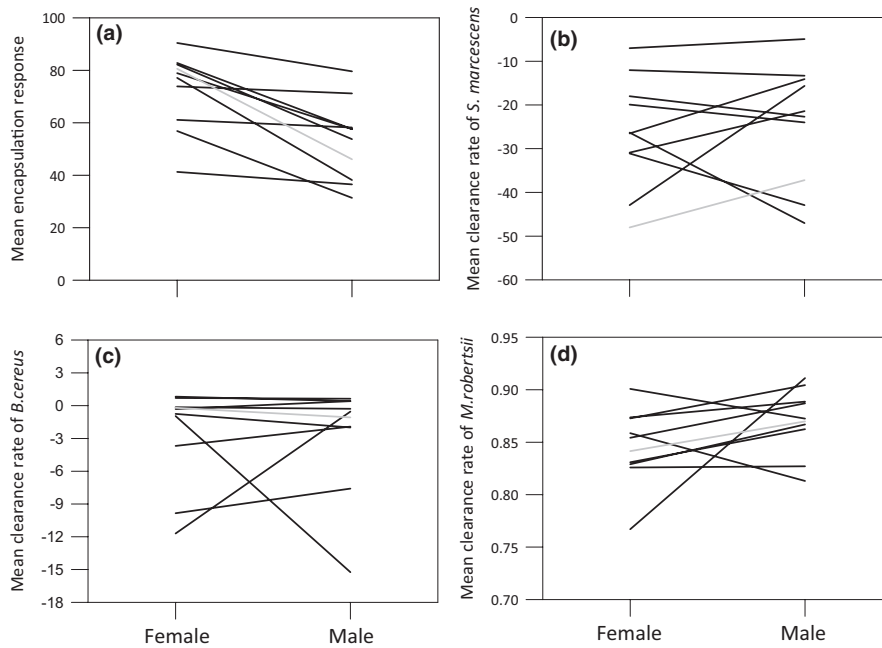 (a)
Mean encapsulation response
100
80
60
40
20
0
(b)
Mean clearance rate of S. marcescens
0
-10
-20
-30
-40
-50
-60
(c)
Mean clearance rate of B.cereus
6
3
0
-3
-6
-9
-12
-15
-18
Female Male
(d)
Mean clearance rate of M.robertsii
0.95
0.90
0.85
0.80
0.75
0.70
Female Male